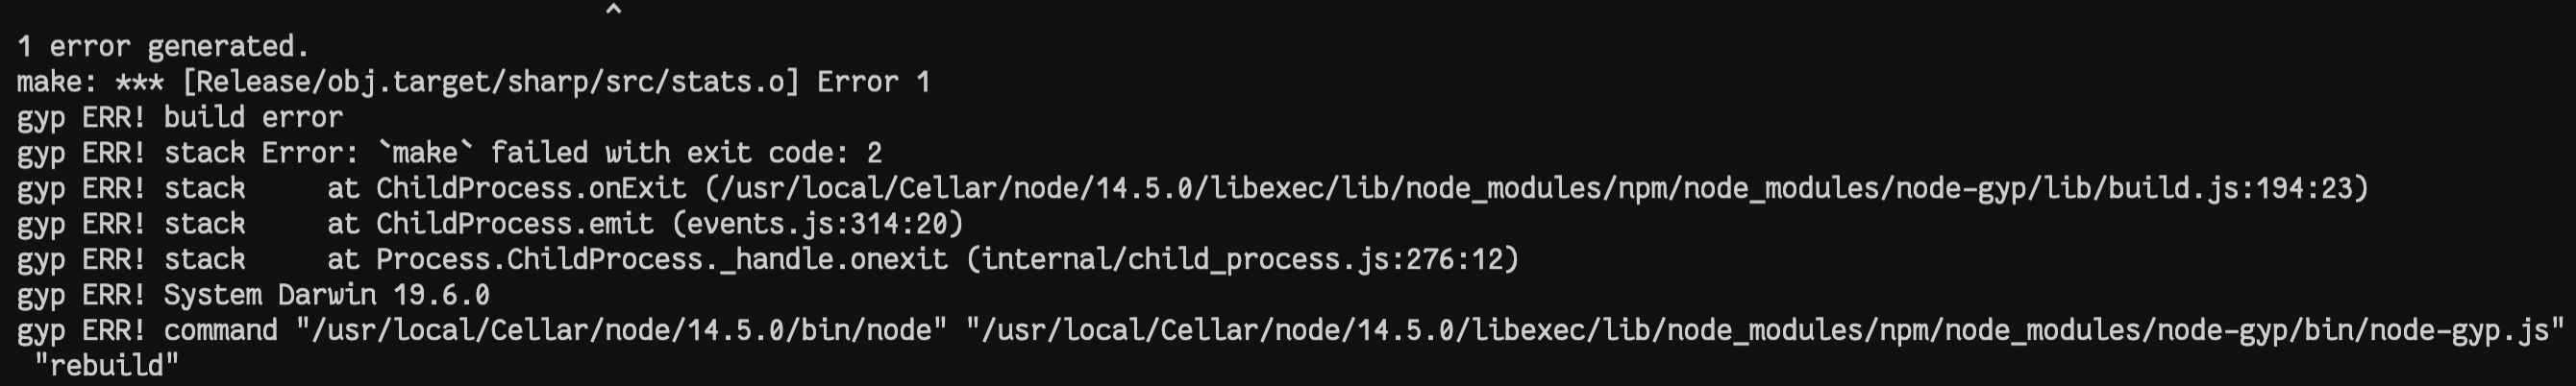 ^
1 error generated.
make: *** [Release/obj.target/sharp/src/stats.o] Error 1
gyp ERR! build error
gyp ERR! stack Error: `make` failed with exit code: 2
gyp ERR! stack     at ChildProcess.onExit (/usr/local/Cellar/node/14.5.0/libexec/lib/node_modules/npm/node_modules/node-gyp/lib/build.js:194:23)
gyp ERR! stack     at ChildProcess.emit (events.js:314:20)
gyp ERR! stack     at Process.ChildProcess._handle.onexit (internal/child_process.js:276:12)
gyp ERR! System Darwin 19.6.0
gyp ERR! command "/usr/local/Cellar/node/14.5.0/bin/node" "/usr/local/Cellar/node/14.5.0/libexec/lib/node_modules/npm/node_modules/node-gyp/bin/node-gyp.js"
"rebuild"